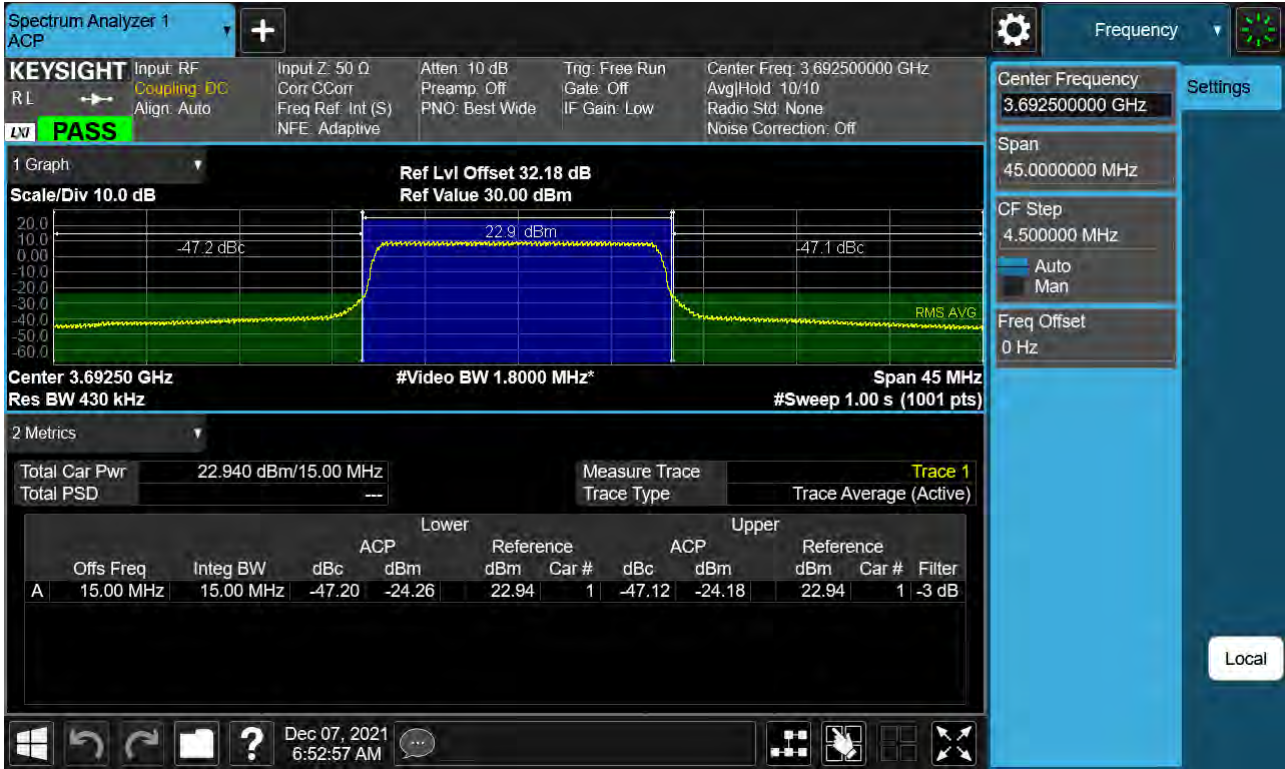 Spectrum Analyzer 1
ACP
Frequency
KEYSIGHT
R L
LXI
PASS
Input: RF
Coupling: DC
Align: Auto
Input Z: 50 Ω
Corr CCorr
Freq Ref: Int (S)
NFE: Adaptive
Atten: 10 dB
Preamp: Off
PNO: Best Wide
Trig: Free Run
Gate: Off
IF Gain: Low
Center Freq: 3.692500000 GHz
Avg|Hold: 10/10
Radio Std: None
Noise Correction: Off
1 Graph
Scale/Div 10.0 dB
Ref Lvl Offset 32.18 dB
Ref Value 30.00 dBm
20.0
10.0
0.00
-10.0
-20.0
-30.0
-40.0
-50.0
-60.0
-47.2 dBc
22.9 dBm
-47.1 dBc
RMS AVG
Center 3.69250 GHz
#Video BW 1.8000 MHz*
Span 45 MHz
Res BW 430 kHz
#Sweep 1.00 s (1001 pts)
2 Metrics
Total Car Pwr 22.940 dBm/15.00 MHz
Total PSD ---
Measure Trace Trace 1
Trace Type Trace Average (Active)
Lower Upper
ACP Reference ACP Reference
Offs Freq Integ BW dBc dBm dBm Car # dBc dBm dBm Car # Filter
A 15.00 MHz 15.00 MHz -47.20 -24.26 22.94 1 -47.12 -24.18 22.94 1 -3 dB
Center Frequency
3.692500000 GHz
Span
45.0000000 MHz
CF Step
4.500000 MHz
Auto
Man
Freq Offset
0 Hz
Settings
Local
?
Dec 07, 2021
6:52:57 AM